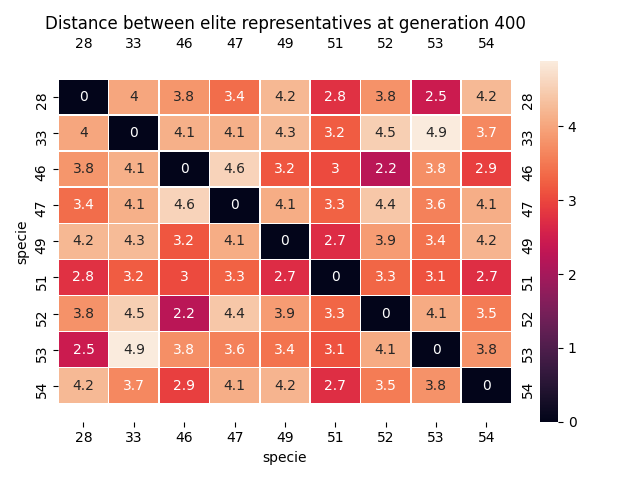 Distance between elite representatives at generation 400
28 33 46 47 49 51 52 53 54
28 0 4 3.8 3.4 4.2 2.8 3.8 2.5 4.2 28
33 4 0 4.1 4.1 4.3 3.2 4.5 4.9 3.7 33
46 3.8 4.1 0 4.6 3.2 3 2.2 3.8 2.9 46
47 3.4 4.1 4.6 0 4.1 3.3 4.4 3.6 4.1 47
49 4.2 4.3 3.2 4.1 0 2.7 3.9 3.4 4.2 49
51 2.8 3.2 3 3.3 2.7 0 3.3 3.1 2.7 51
52 3.8 4.5 2.2 4.4 3.9 3.3 0 4.1 3.5 52
53 2.5 4.9 3.8 3.6 3.4 3.1 4.1 0 3.8 53
54 4.2 3.7 2.9 4.1 4.2 2.7 3.5 3.8 0 54
28 33 46 47 49 51 52 53 54
specie
specie
4
3
2
1
0